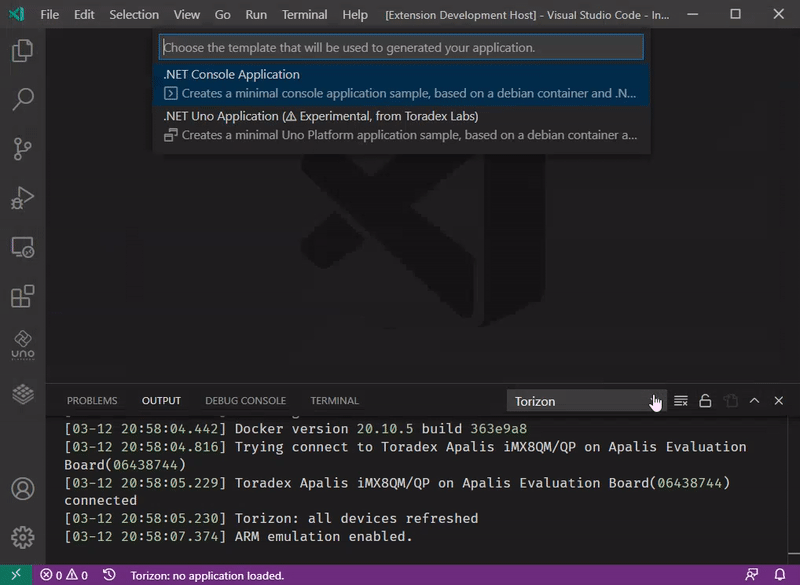 File Edit Selection View Go Run Terminal Help [Extension Development Host] - Visual Studio Code - In...
Choose the template that will be used to generated your application.
.NET Console Application
Creates a minimal console application sample, based on a debian container and .N...
.NET Uno Application (⚠ Experimental, from Toradex Labs)
Creates a minimal Uno Platform application sample, based on a debian container a...
uno
PROBLEMS OUTPUT DEBUG CONSOLE TERMINAL Torizon
[03-12 20:58:04.442] Docker version 20.10.5 build 363e9a8
[03-12 20:58:04.816] Trying connect to Toradex Apalis iMX8QM/QP on Apalis Evaluation
Board(06438744)
[03-12 20:58:05.229] Toradex Apalis iMX8QM/QP on Apalis Evaluation Board(06438744)
connected
[03-12 20:58:05.230] Torizon: all devices refreshed
[03-12 20:58:07.374] ARM emulation enabled.
0 0 Torizon: no application loaded.